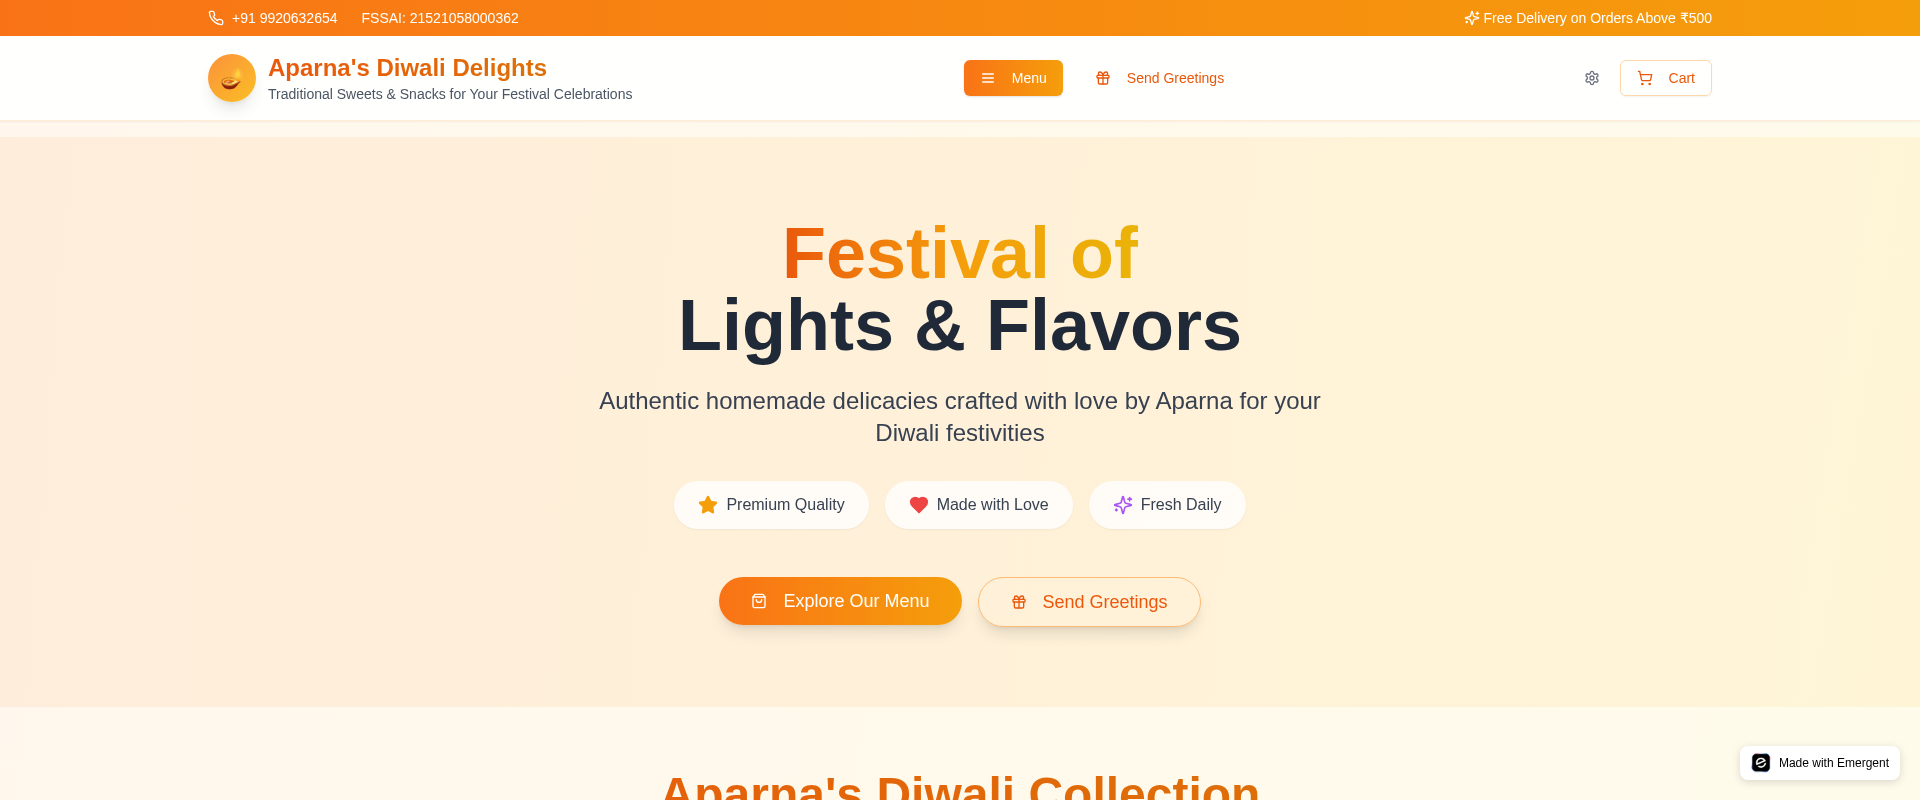 +91 9920632654
FSSAI: 21521058000362
Free Delivery on Orders Above ₹500
Aparna's Diwali Delights
Traditional Sweets & Snacks for Your Festival Celebrations
Menu
Send Greetings
Cart
Festival of
Lights & Flavors
Authentic homemade delicacies crafted with love by Aparna for your
Diwali festivities
Premium Quality
Made with Love
Fresh Daily
Explore Our Menu
Send Greetings
Aparna's Diwali Collection
Made with Emergent